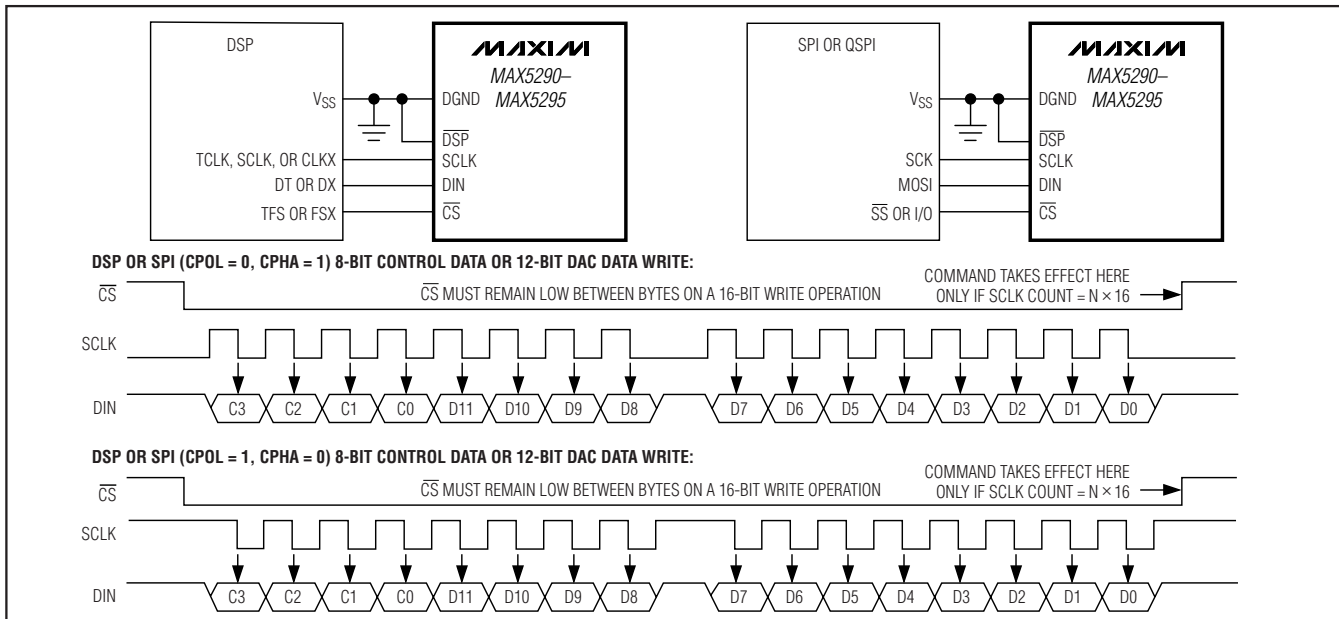 DSP
MAXIM
MAX5290–
MAX5295
VSS
DGND
DSP
TCLK, SCLK, OR CLKX
SCLK
DT OR DX
DIN
TFS OR FSX
CS
SPI OR QSPI
MAXIM
MAX5290–
MAX5295
VSS
DGND
DSP
SCK
SCLK
MOSI
DIN
SS OR I/O
CS
DSP OR SPI (CPOL = 0, CPHA = 1) 8-BIT CONTROL DATA OR 12-BIT DAC DATA WRITE:
CS
CS MUST REMAIN LOW BETWEEN BYTES ON A 16-BIT WRITE OPERATION
COMMAND TAKES EFFECT HERE
ONLY IF SCLK COUNT = N × 16
SCLK
DIN
C3 C2 C1 C0 D11 D10 D9 D8 D7 D6 D5 D4 D3 D2 D1 D0
DSP OR SPI (CPOL = 1, CPHA = 0) 8-BIT CONTROL DATA OR 12-BIT DAC DATA WRITE:
CS
CS MUST REMAIN LOW BETWEEN BYTES ON A 16-BIT WRITE OPERATION
COMMAND TAKES EFFECT HERE
ONLY IF SCLK COUNT = N × 16
SCLK
DIN
C3 C2 C1 C0 D11 D10 D9 D8 D7 D6 D5 D4 D3 D2 D1 D0